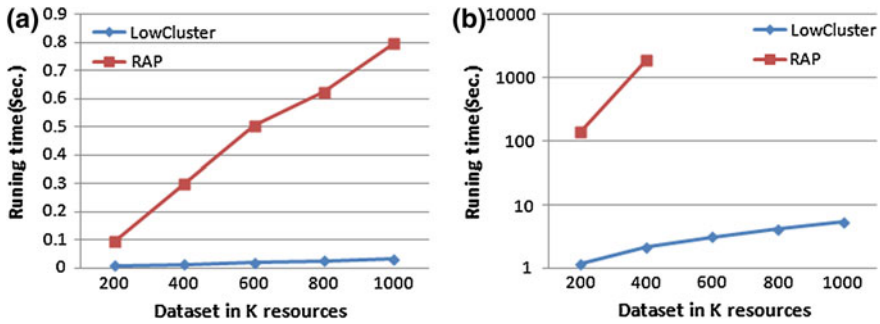 (a)
0.9
0.8
0.7
0.6
0.5
0.4
0.3
0.2
0.1
0
Runing time(Sec.)
LowCluster
RAP
200 400 600 800 1000
Dataset in K resources
(b)
10000
1000
100
10
1
Runing time(Sec.)
LowCluster
RAP
200 400 600 800 1000
Dataset in K resources